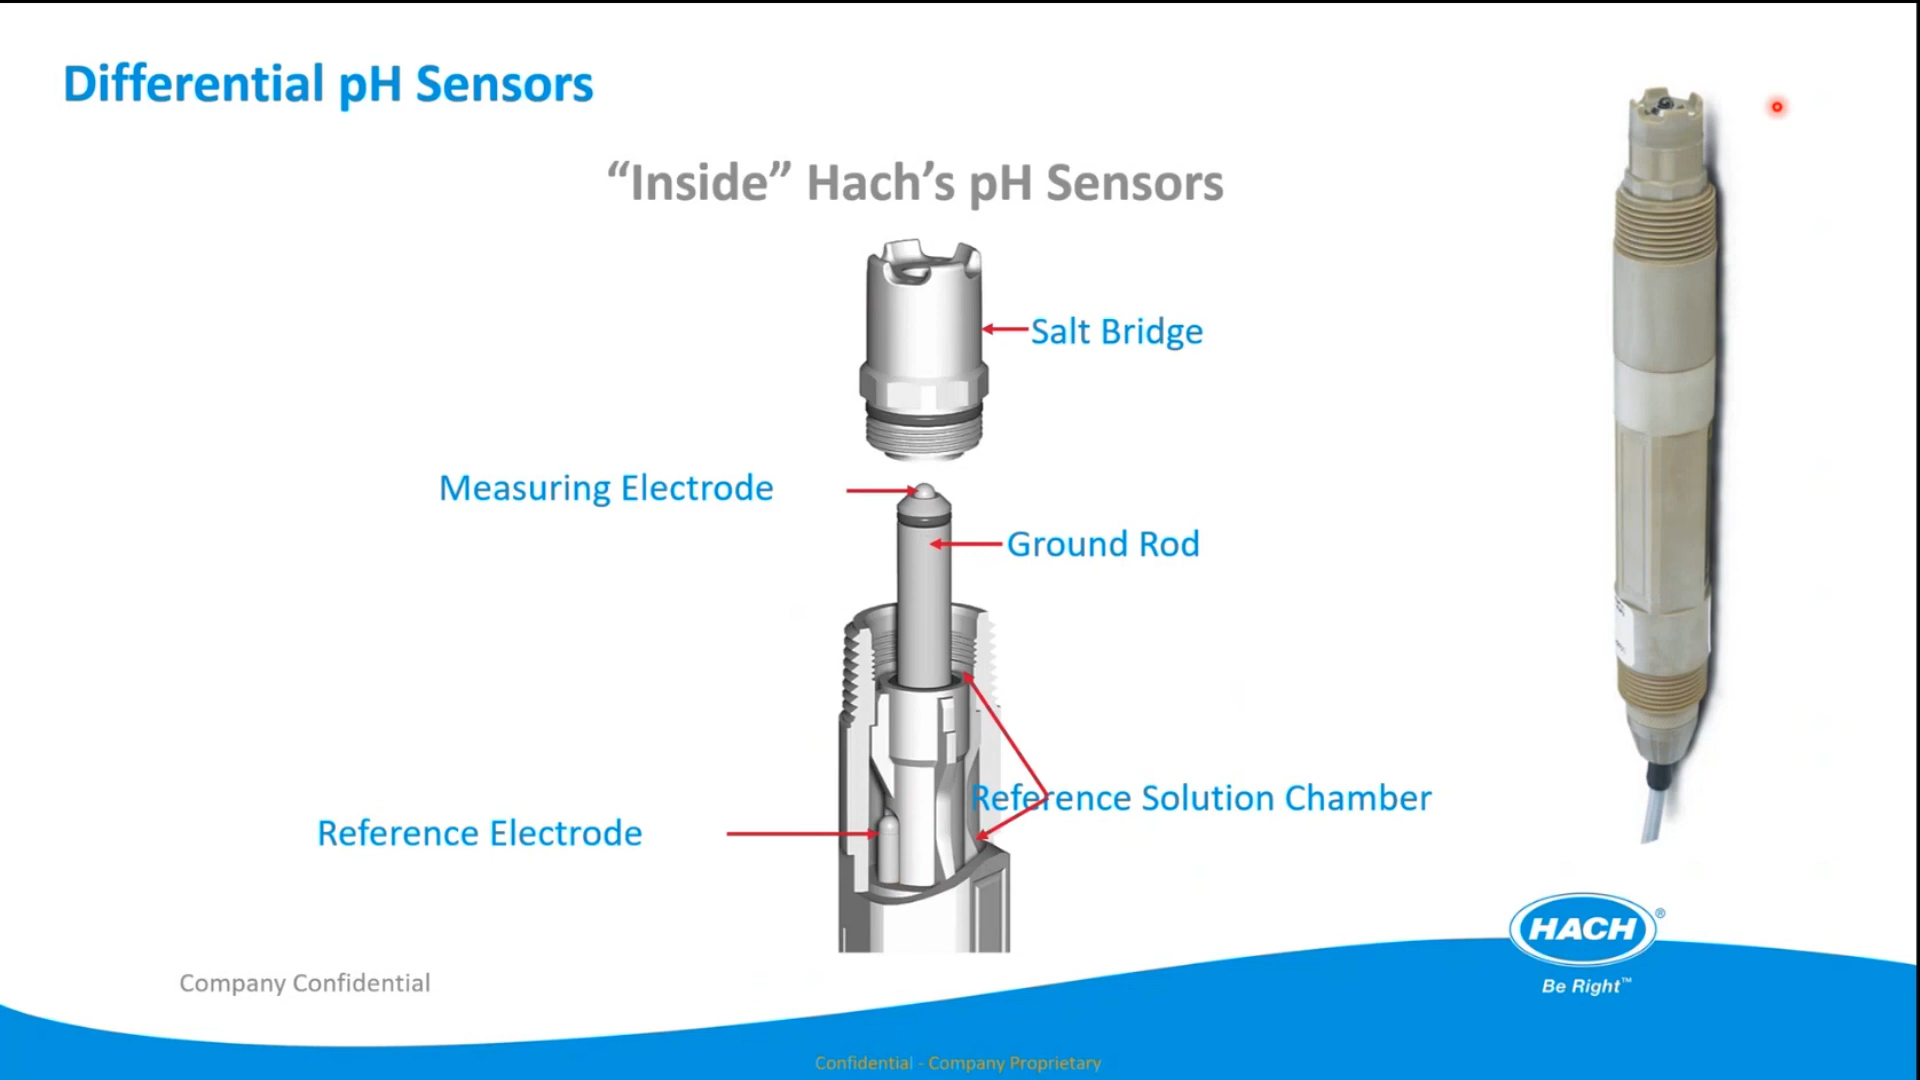 Differential pH Sensors
“Inside” Hach’s pH Sensors
Salt Bridge
Measuring Electrode
Ground Rod
Reference Solution Chamber
Reference Electrode
HACH®
Be Right™
Company Confidential
Confidential - Company Proprietary